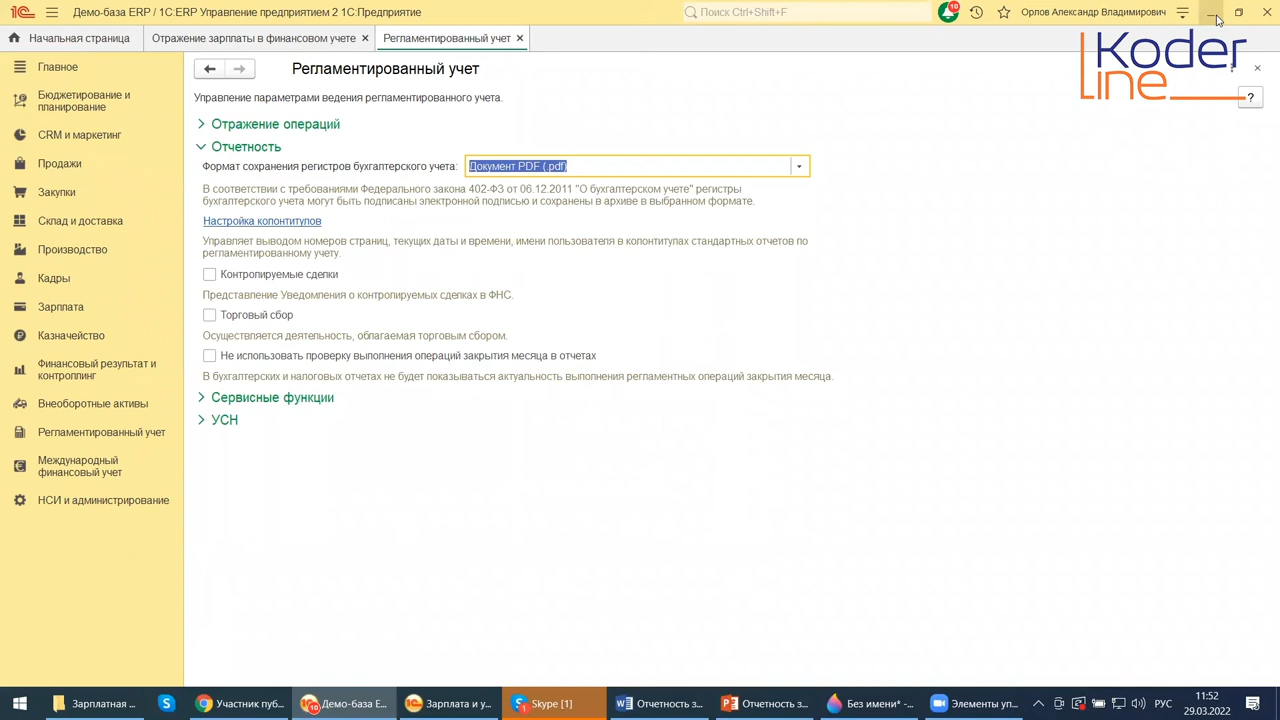 Демо-база ERP / 1С:ERP Управление предприятием 2 1С:Предприятие
Поиск Ctrl+Shift+F
10
Орлов Александр Владимирович
Начальная страница
Отражение зарплаты в финансовом учете ×
Регламентированный учет ×
Koder
line
Главное
Бюджетирование и
планирование
CRM и маркетинг
Продажи
Закупки
Склад и доставка
Производство
Кадры
Зарплата
Казначейство
Финансовый результат и
контроллинг
Внеоборотные активы
Регламентированный учет
Международный
финансовый учет
НСИ и администрирование
Регламентированный учет
?
Управление параметрами ведения регламентированного учета.
Отражение операций
Отчетность
Формат сохранения регистров бухгалтерского учета: Документ PDF (.pdf)
В соответствии с требованиями Федерального закона 402-ФЗ от 06.12.2011 "О бухгалтерском учете" регистры
бухгалтерского учета могут быть подписаны электронной подписью и сохранены в архиве в выбранном формате.
Настройка колонтитулов
Управляет выводом номеров страниц, текущих даты и времени, имени пользователя в колонтитулах стандартных отчетов по
регламентированному учету.
Контролируемые сделки
Представление Уведомления о контролируемых сделках в ФНС.
Торговый сбор
Осуществляется деятельность, облагаемая торговым сбором.
Не использовать проверку выполнения операций закрытия месяца в отчетах
В бухгалтерских и налоговых отчетах не будет показываться актуальность выполнения регламентных операций закрытия месяца.
Сервисные функции
УСН
Зарплатная ...
Участник пуб...
10
Демо-база Е...
Зарплата и у...
1
Skype [1]
Отчетность з...
Отчетность з...
Без имени* -...
Элементы уп...
РУС
11:52
29.03.2022